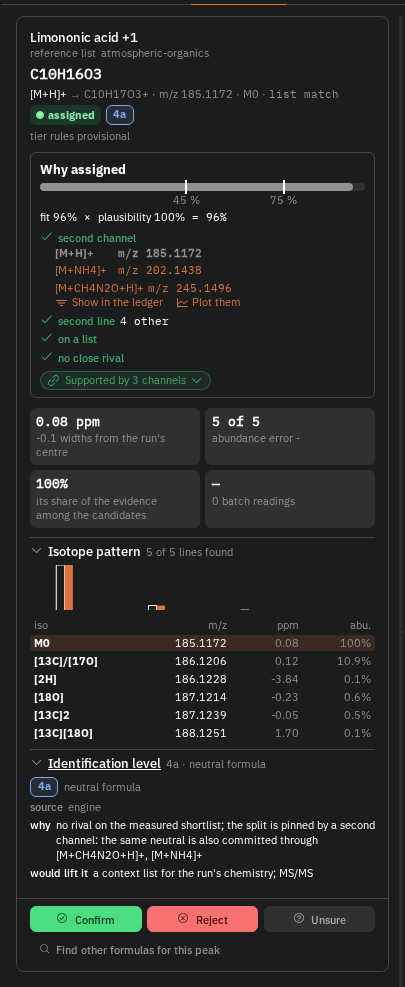 Limononic acid +1
reference list atmospheric-organics
C10H16O3
[M+H]+ → C10H17O3+ · m/z 185.1172 · M0 · list match
assigned 4a
tier rules provisional
Why assigned
45 % 75 %
fit 96% × plausibility 100% = 96%
second channel
[M+H]+ m/z 185.1172
[M+NH4]+ m/z 202.1438
[M+CH4N2O+H]+ m/z 245.1496
Show in the ledger Plot them
second line 4 other
on a list
no close rival
Supported by 3 channels
0.08 ppm
-0.1 widths from the run's
centre
5 of 5
abundance error -
100%
its share of the evidence
among the candidates
—
0 batch readings
Isotope pattern 5 of 5 lines found
iso m/z ppm abu.
M0 185.1172 0.08 100%
[13C]/[17O] 186.1206 0.12 10.9%
[2H] 186.1228 -3.84 0.1%
[18O] 187.1214 -0.23 0.6%
[13C]2 187.1239 -0.05 0.5%
[13C][18O] 188.1251 1.70 0.1%
Identification level 4a · neutral formula
4a neutral formula
source engine
why no rival on the measured shortlist; the split is pinned by a second
channel: the same neutral is also committed through
[M+CH4N2O+H]+, [M+NH4]+
would lift it a context list for the run's chemistry; MS/MS
Confirm Reject Unsure
Find other formulas for this peak